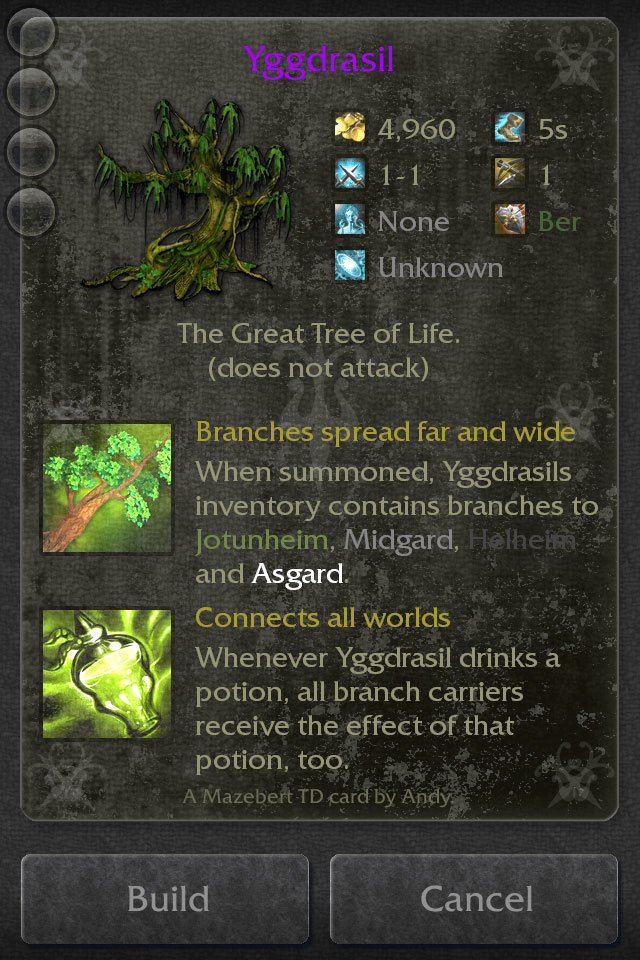 Yggdrasil
4,960 5s
1-1 1
None Ber
Unknown
The Great Tree of Life.
(does not attack)
Branches spread far and wide
When summoned, Yggdrasils
inventory contains branches to
Jotunheim, Midgard, Helheim
and Asgard.
Connects all worlds
Whenever Yggdrasil drinks a
potion, all branch carriers
receive the effect of that
potion, too.
A Mazebert TD card by Andy
Build Cancel